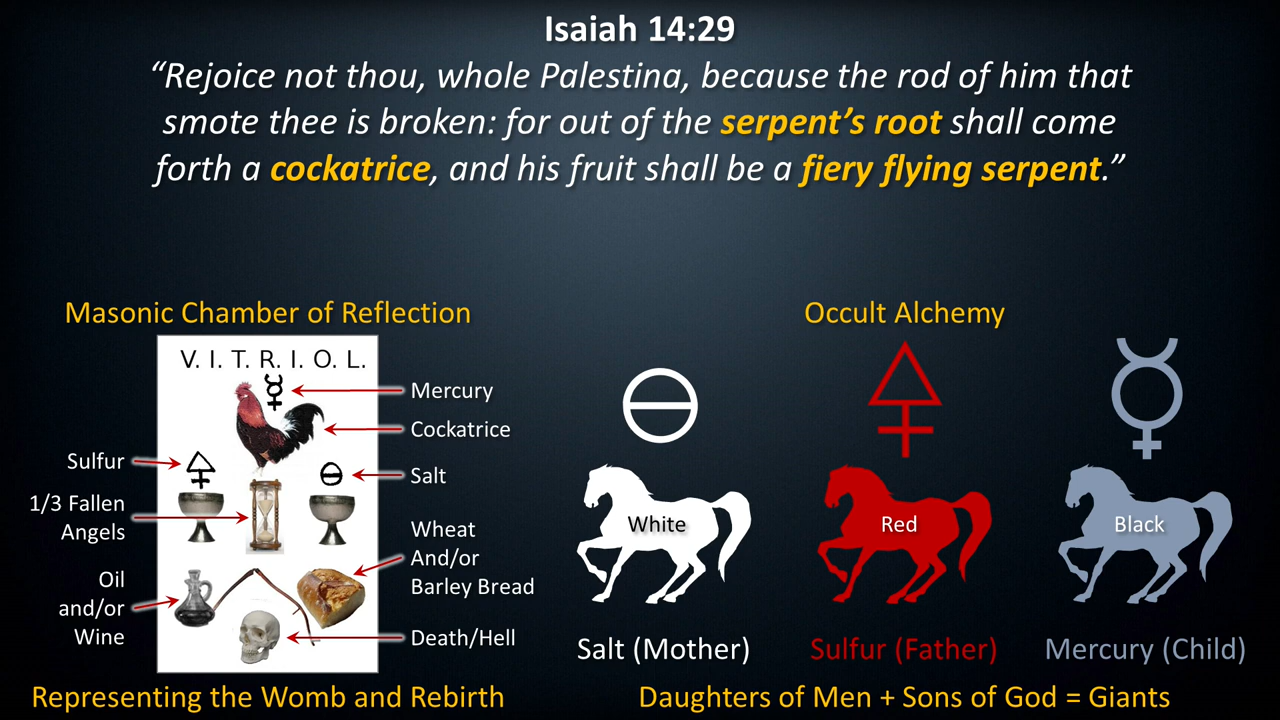 Isaiah 14:29
“Rejoice not thou, whole Palestina, because the rod of him that
smote thee is broken: for out of the serpent’s root shall come
forth a cockatrice, and his fruit shall be a fiery flying serpent.”
Masonic Chamber of Reflection
V. I. T. R. I. O. L.
Mercury
Cockatrice
Sulfur
Salt
1/3 Fallen
Angels
Wheat
And/or
Barley Bread
Oil
and/or
Wine
Death/Hell
Representing the Womb and Rebirth
Occult Alchemy
White
Red
Black
Salt (Mother)
Sulfur (Father)
Mercury (Child)
Daughters of Men + Sons of God = Giants